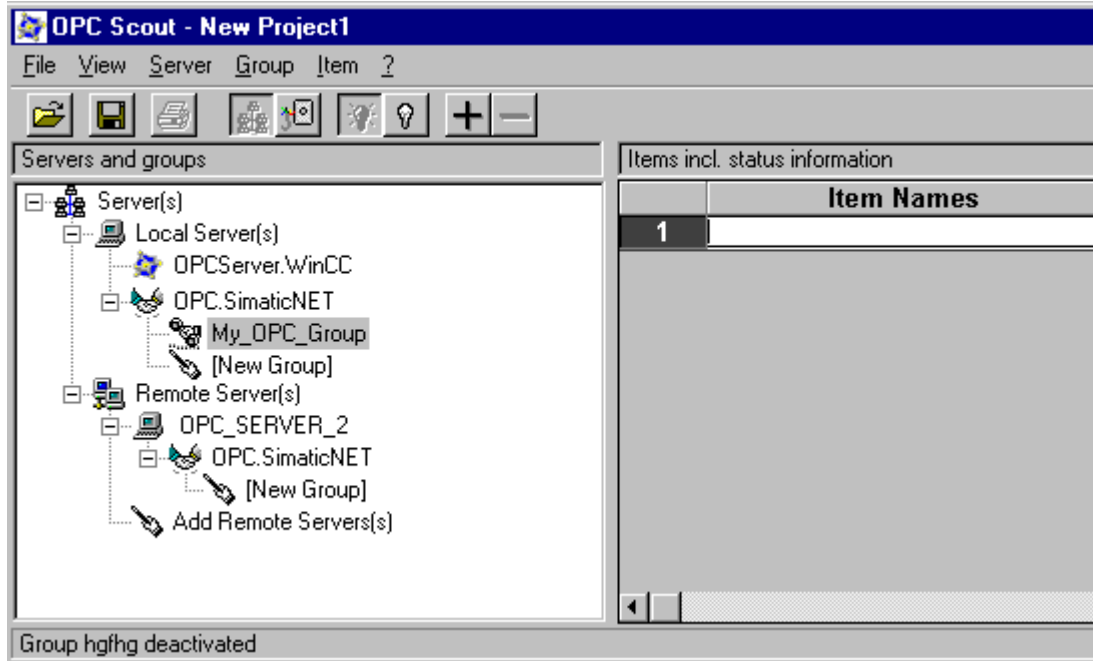 OPC Scout - New Project1
File View Server Group Item ?
Servers and groups
Items incl. status information
Server(s)
Local Server(s)
OPCServer.WinCC
OPC.SimaticNET
My_OPC_Group
[New Group]
Remote Server(s)
OPC_SERVER_2
OPC.SimaticNET
[New Group]
Add Remote Servers(s)
Item Names
1
Group hgfhg deactivated